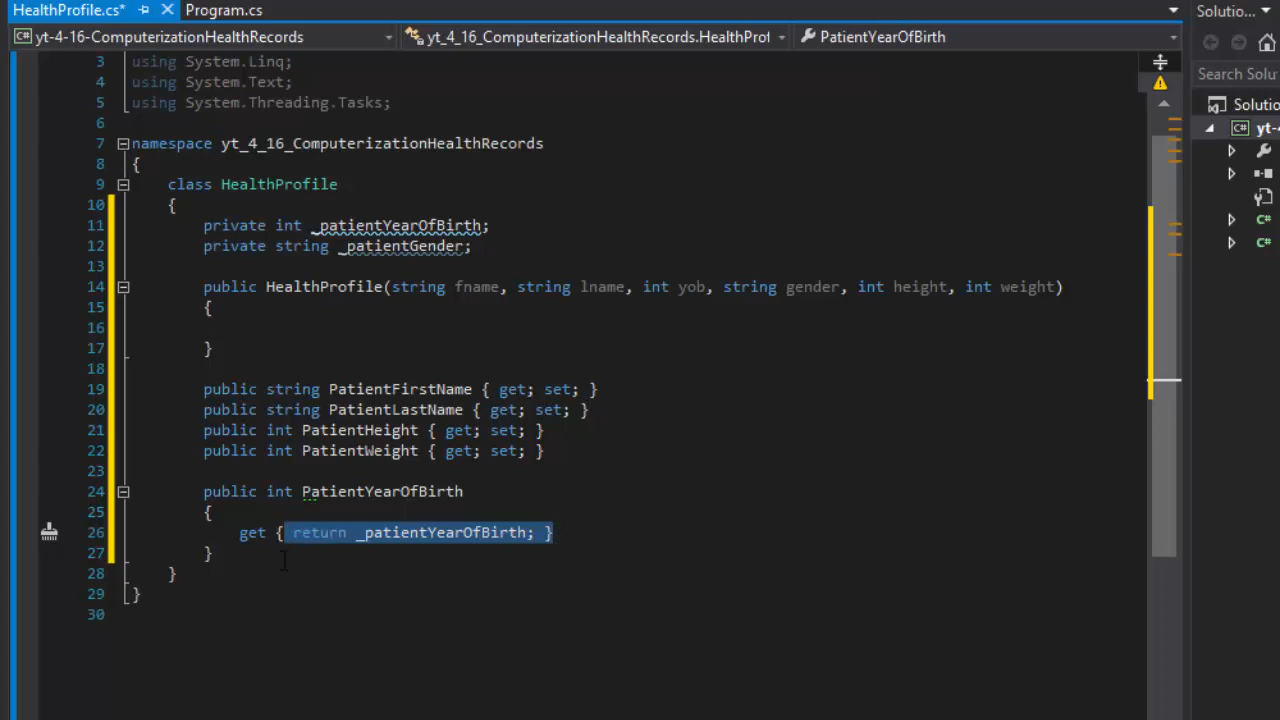 HealthProfile.cs* Program.cs Solutio...
yt-4-16-ComputerizationHealthRecords yt_4_16_ComputerizationHealthRecords.HealthProf PatientYearOfBirth
Search Solu
Solutio
yt-4
3 using System.Linq;
4 using System.Text;
5 using System.Threading.Tasks;
6
7 namespace yt_4_16_ComputerizationHealthRecords
8 {
9 class HealthProfile
10 {
11 private int _patientYearOfBirth;
12 private string _patientGender;
13
14 public HealthProfile(string fname, string lname, int yob, string gender, int height, int weight)
15 {
16
17 }
18
19 public string PatientFirstName { get; set; }
20 public string PatientLastName { get; set; }
21 public int PatientHeight { get; set; }
22 public int PatientWeight { get; set; }
23
24 public int PatientYearOfBirth
25 {
26 get { return _patientYearOfBirth; }
27 }
28 }
29 }
30